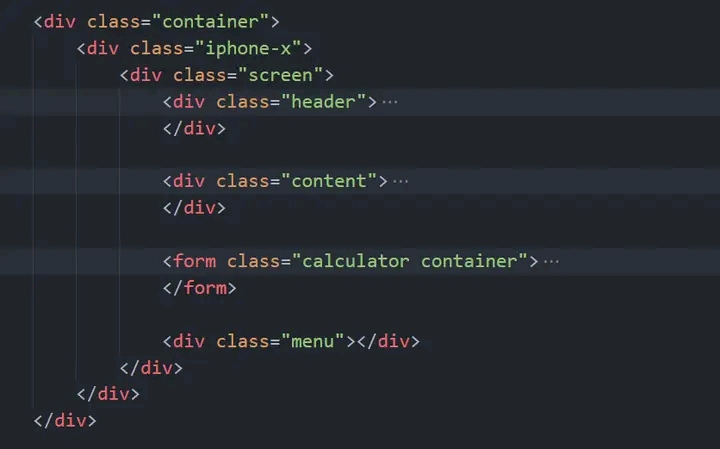 <div class="container">
<div class="iphone-x">
<div class="screen">
<div class="header">···
</div>
<div class="content">···
</div>
<form class="calculator container">···
</form>
<div class="menu"></div>
</div>
</div>
</div>